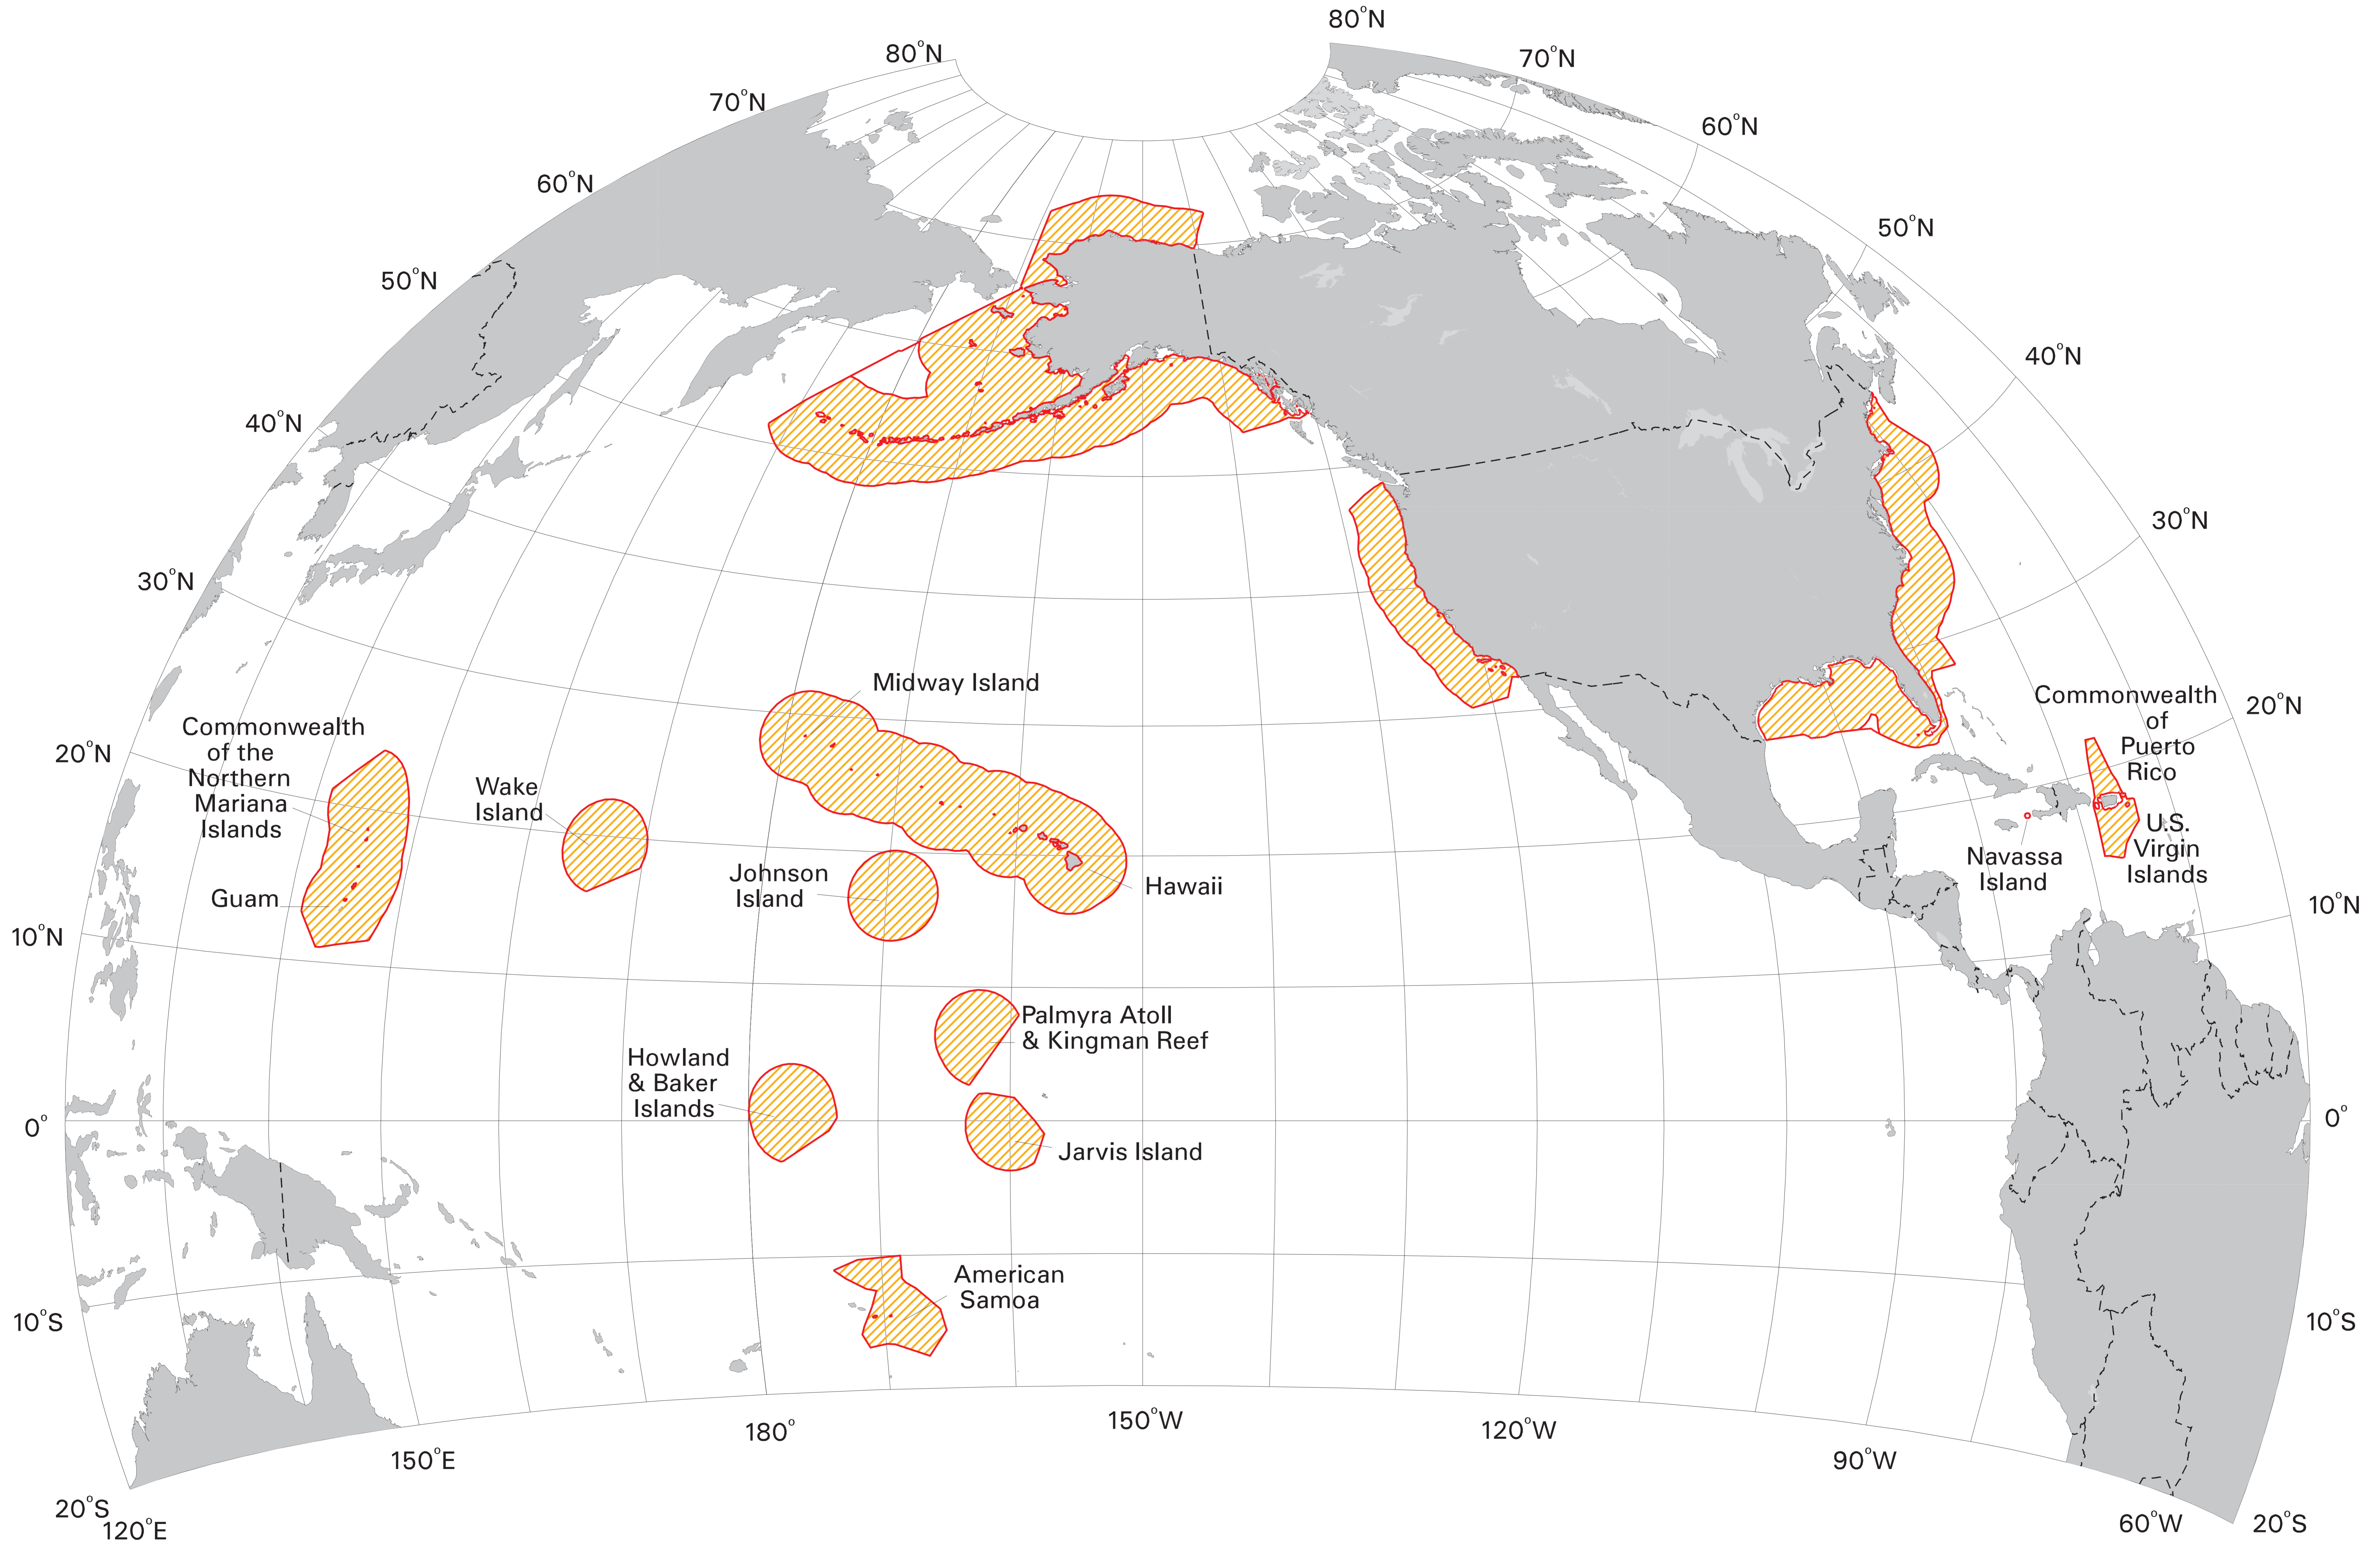 80°N
80°N
70°N
70°N
60°N
60°N
50°N
50°N
40°N
40°N
30°N
30°N
20°N
20°N
10°N
10°N
0°
0°
10°S
10°S
20°S
20°S
120°E
150°E
180°
150°W
120°W
90°W
60°W
Midway Island
Commonwealth
of the
Northern
Mariana
Islands
Guam
Wake
Island
Johnson
Island
Hawaii
Palmyra Atoll
& Kingman Reef
Howland
& Baker
Islands
Jarvis Island
American
Samoa
Commonwealth
of
Puerto
Rico
U.S.
Virgin
Islands
Navassa
Island